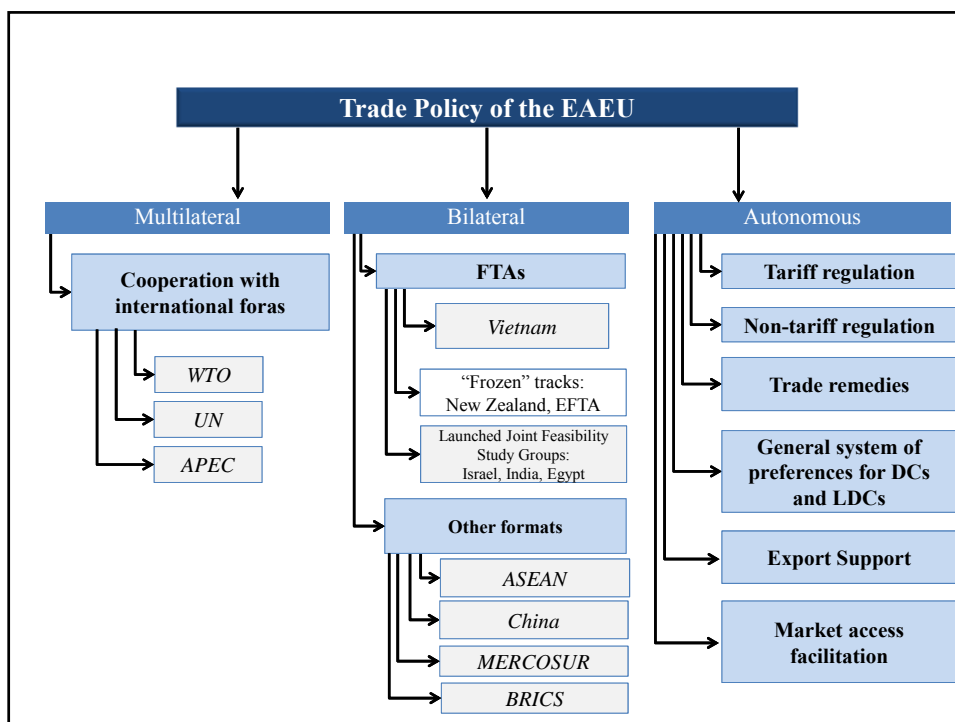 Trade Policy of the EAEU
Multilateral
Cooperation with
international foras
WTO
UN
APEC
Bilateral
FTAs
Vietnam
“Frozen” tracks:
New Zealand, EFTA
Launched Joint Feasibility
Study Groups:
Israel, India, Egypt
Other formats
ASEAN
China
MERCOSUR
BRICS
Autonomous
Tariff regulation
Non-tariff regulation
Trade remedies
General system of
preferences for DCs
and LDCs
Export Support
Market access
facilitation